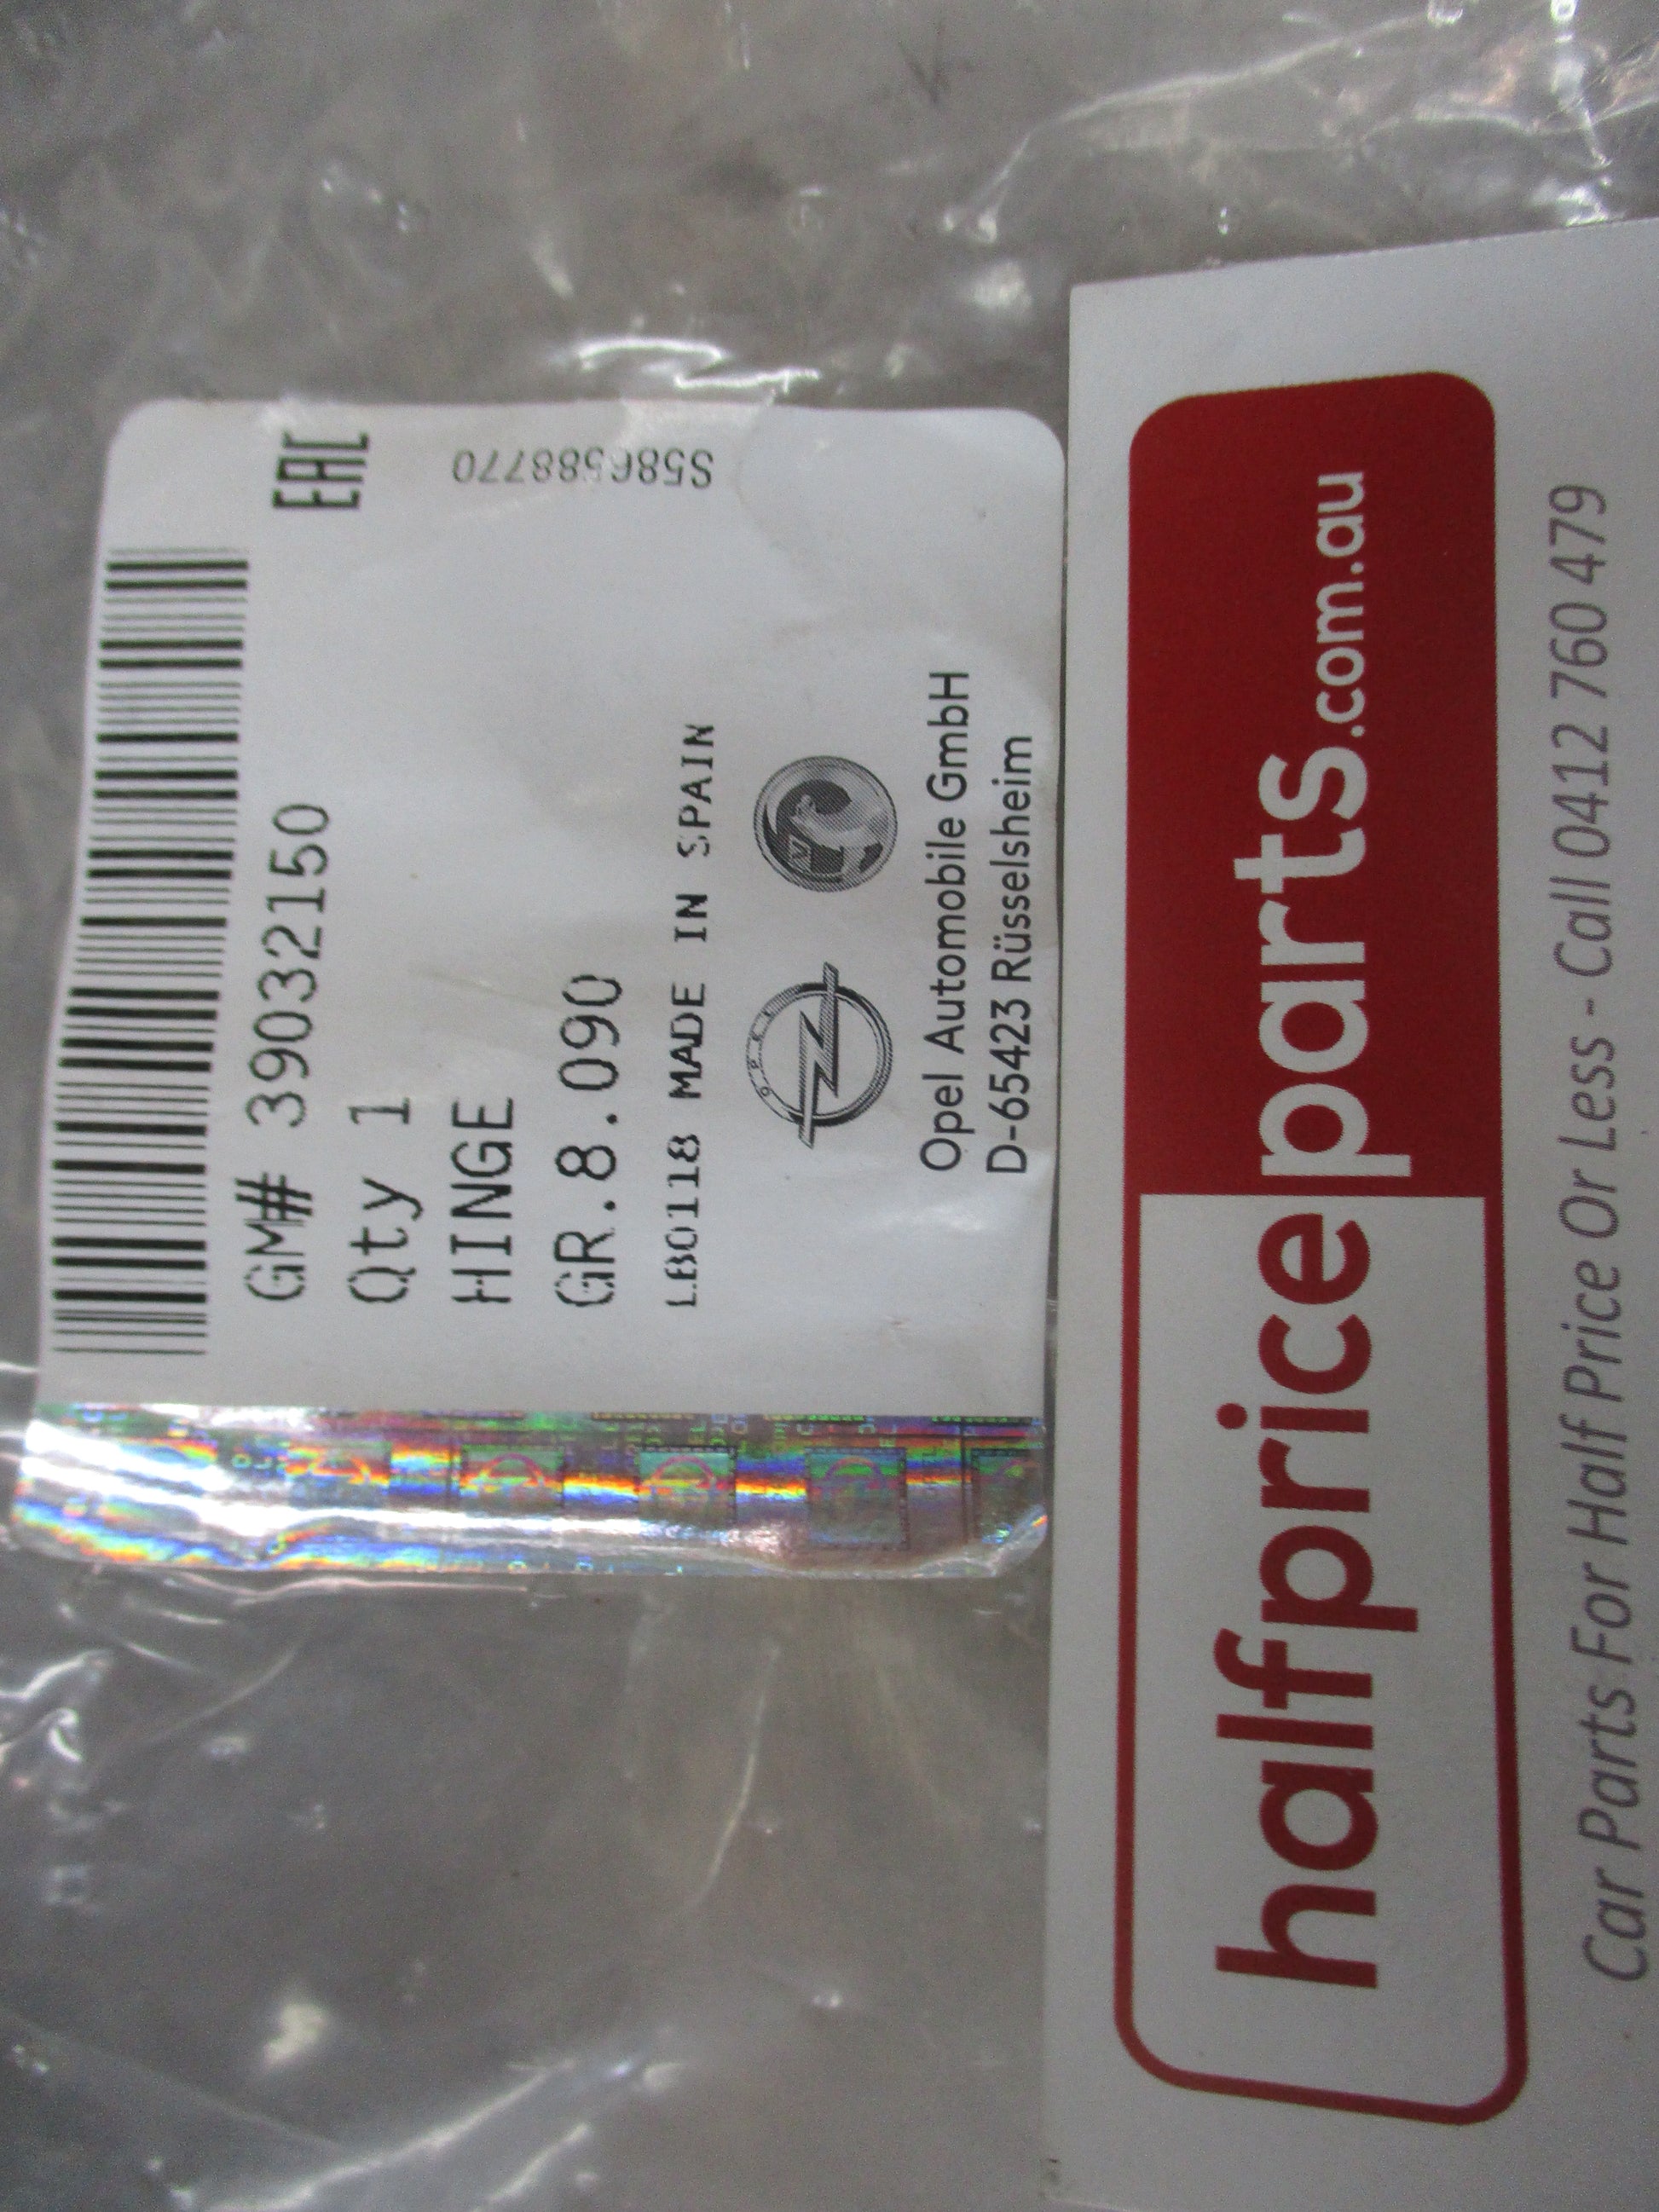 EAC
GM# 39032150
Qty 1
HINGE
GR.8.090
LB0118 MADE IN SPAIN
OPEL
V
Opel Automobile GmbH
D-65423 Rüsselsheim
halfpriceparts.com.au
Car Parts For Half Price Or Less - Call 0412 760 479